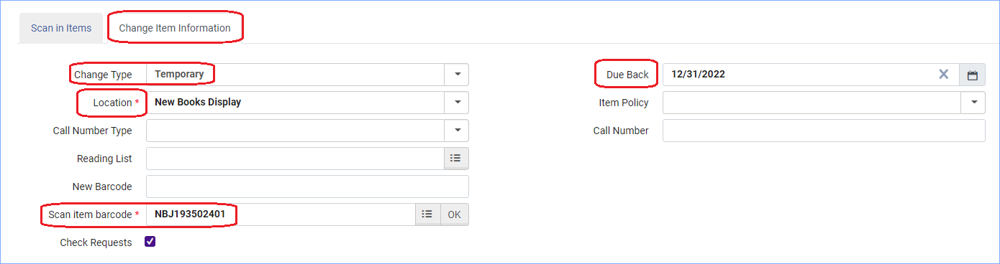 Scan in Items Change Item Information
Change Type Temporary Due Back 12/31/2022
Location * New Books Display Item Policy
Call Number Type Call Number
Reading List
New Barcode
Scan item barcode * NBJ193502401 OK
Check Requests